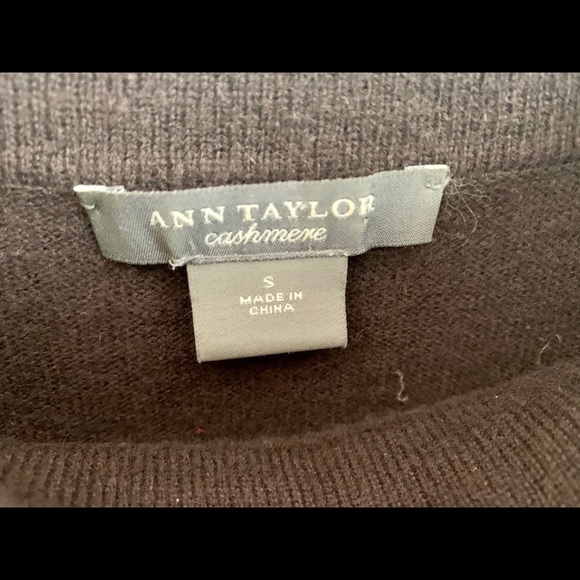 ANN TAYLOR
cashmere
S
MADE IN
CHINA